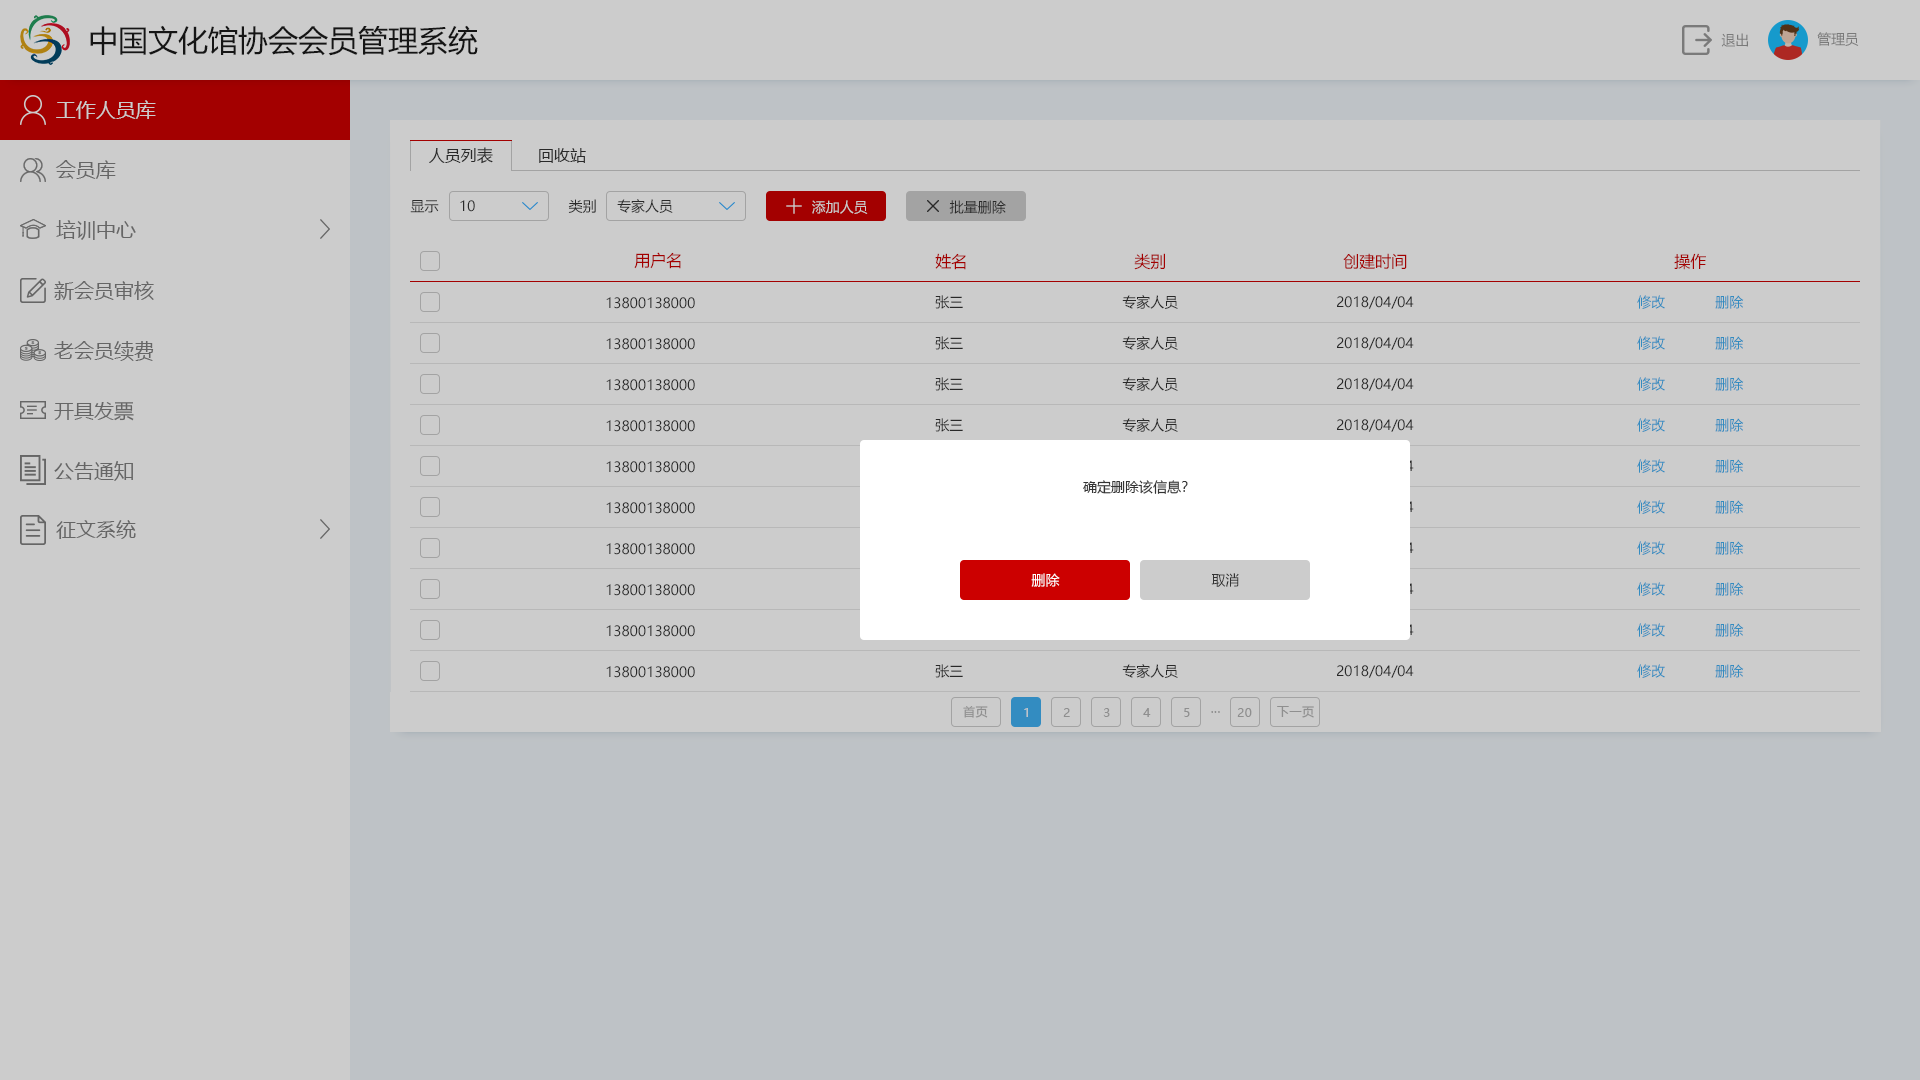 中国文化馆协会会员管理系统
退出 管理员
工作人员库
会员库
培训中心
新会员审核
老会员续费
开具发票
公告通知
征文系统
人员列表 回收站
显示 10 类别 专家人员 添加人员 批量删除
用户名 姓名 类别 创建时间 操作
13800138000 张三 专家人员 2018/04/04 修改 删除
13800138000 张三 专家人员 2018/04/04 修改 删除
13800138000 张三 专家人员 2018/04/04 修改 删除
13800138000 张三 专家人员 2018/04/04 修改 删除
13800138000 4 修改 删除
13800138000 4 修改 删除
13800138000 4 修改 删除
13800138000 4 修改 删除
13800138000 4 修改 删除
13800138000 张三 专家人员 2018/04/04 修改 删除
确定删除该信息?
删除 取消
首页 1 2 3 4 5 ... 20 下一页